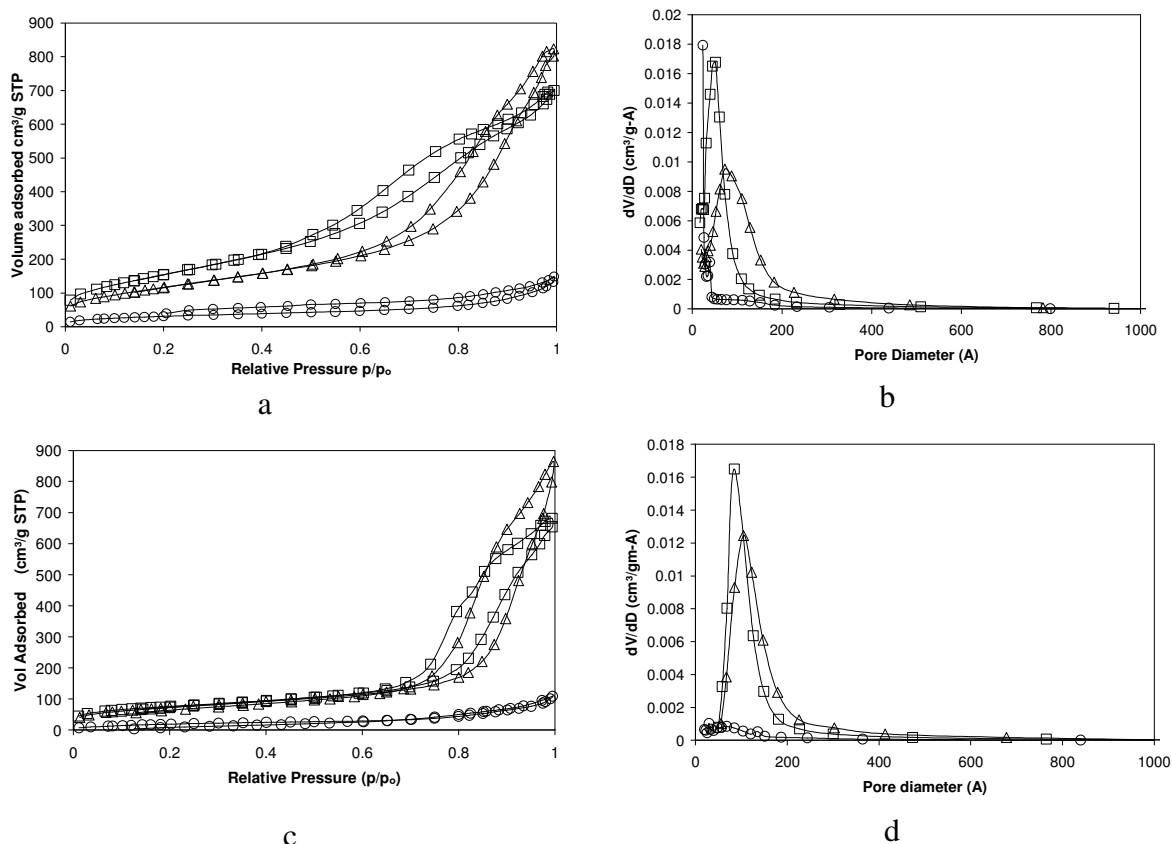 900
800
700
600
500
400
300
200
100
0
Volume adsorbed cm³/g STP
0 0.2 0.4 0.6 0.8 1
Relative Pressure p/pₒ
a
0.02
0.018
0.016
0.014
0.012
0.01
0.008
0.006
0.004
0.002
0
dV/dD (cm³/g-A)
0 200 400 600 800 1000
Pore Diameter (A)
b
900
800
700
600
500
400
300
200
100
0
Vol Adsorbed (cm³/g STP)
0 0.2 0.4 0.6 0.8 1
Relative Pressure (p/pₒ)
c
0.018
0.016
0.014
0.012
0.01
0.008
0.006
0.004
0.002
0
dV/dD (cm³/gm-A)
0 200 400 600 800 1000
Pore diameter (A)
d